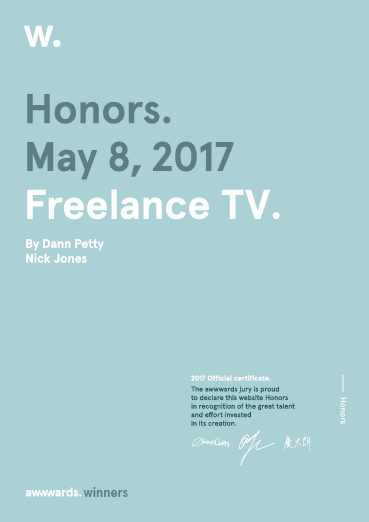 W.
Honors.
May 8, 2017
Freelance TV.
By Dann Petty
Nick Jones
2017 Official certificate.
The awwwards jury is proud
to declare this website Honors
in recognition of the great talent
and effort invested
in its creation.
Honors
awwwards. winners